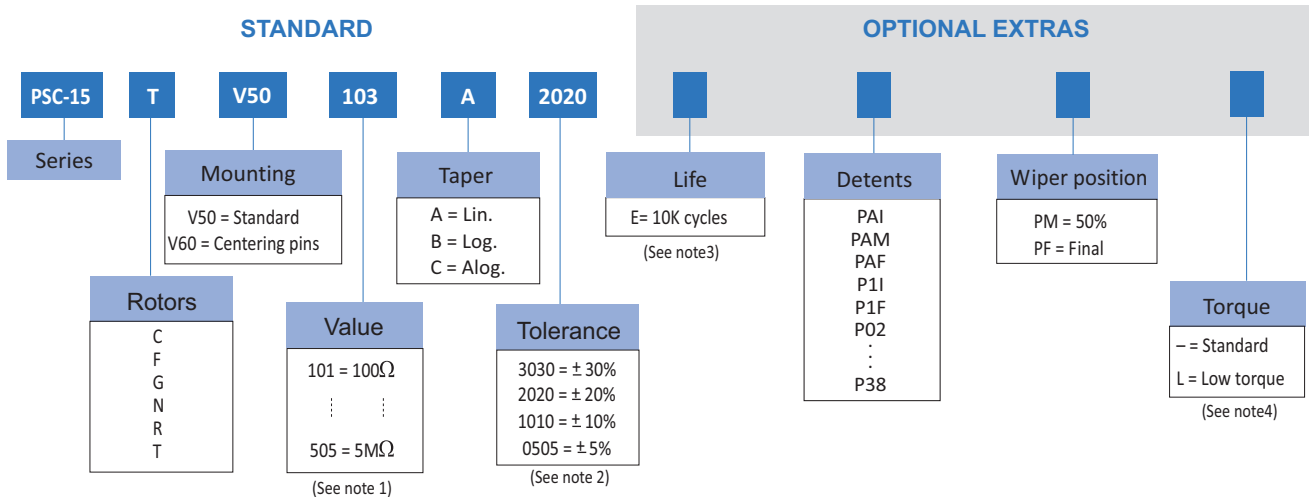 STANDARD
OPTIONAL EXTRAS
PSC-15 T V50 103 A 2020
Series
Mounting
V50 = Standard
V60 = Centering pins
Taper
A = Lin.
B = Log.
C = Alog.
Life
E= 10K cycles
(See note3)
Detents
PAI
PAM
PAF
P1I
P1F
P02
:
:
P38
Wiper position
PM = 50%
PF = Final
Rotors
C
F
G
N
R
T
Value
101 = 100Ω
505 = 5MΩ
(See note 1)
Tolerance
3030 = ± 30%
2020 = ± 20%
1010 = ± 10%
0505 = ± 5%
(See note 2)
Torque
– = Standard
L = Low torque
(See note4)